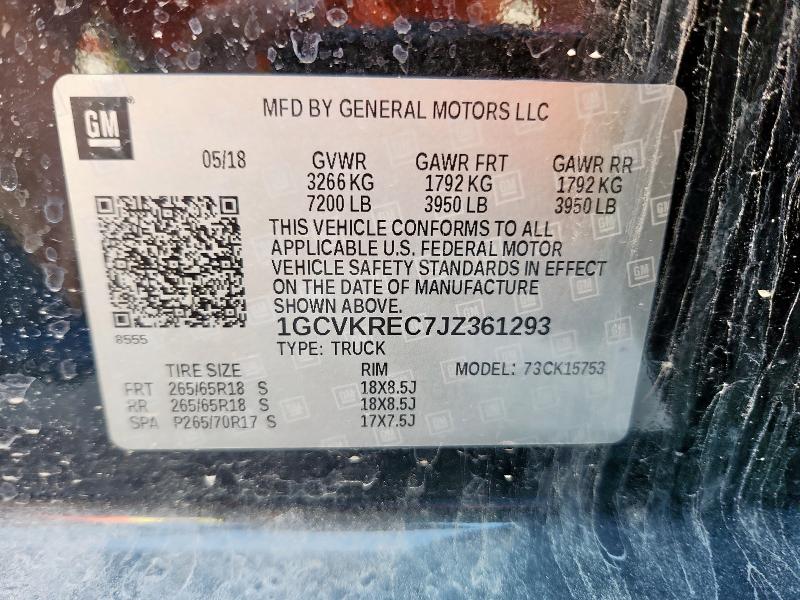 GM
MFD BY GENERAL MOTORS LLC
05/18 GVWR GAWR FRT GAWR RR
3266 KG 1792 KG 1792 KG
7200 LB 3950 LB 3950 LB
THIS VEHICLE CONFORMS TO ALL
APPLICABLE U.S. FEDERAL MOTOR
VEHICLE SAFETY STANDARDS IN EFFECT
ON THE DATE OF MANUFACTURE
SHOWN ABOVE.
8555
1GCVKREC7JZ361293
TYPE: TRUCK
TIRE SIZE RIM MODEL: 73CK15753
FRT 265/65R18 S 18X8.5J
RR 265/65R18 S 18X8.5J
SPA P265/70R17 S 17X7.5J